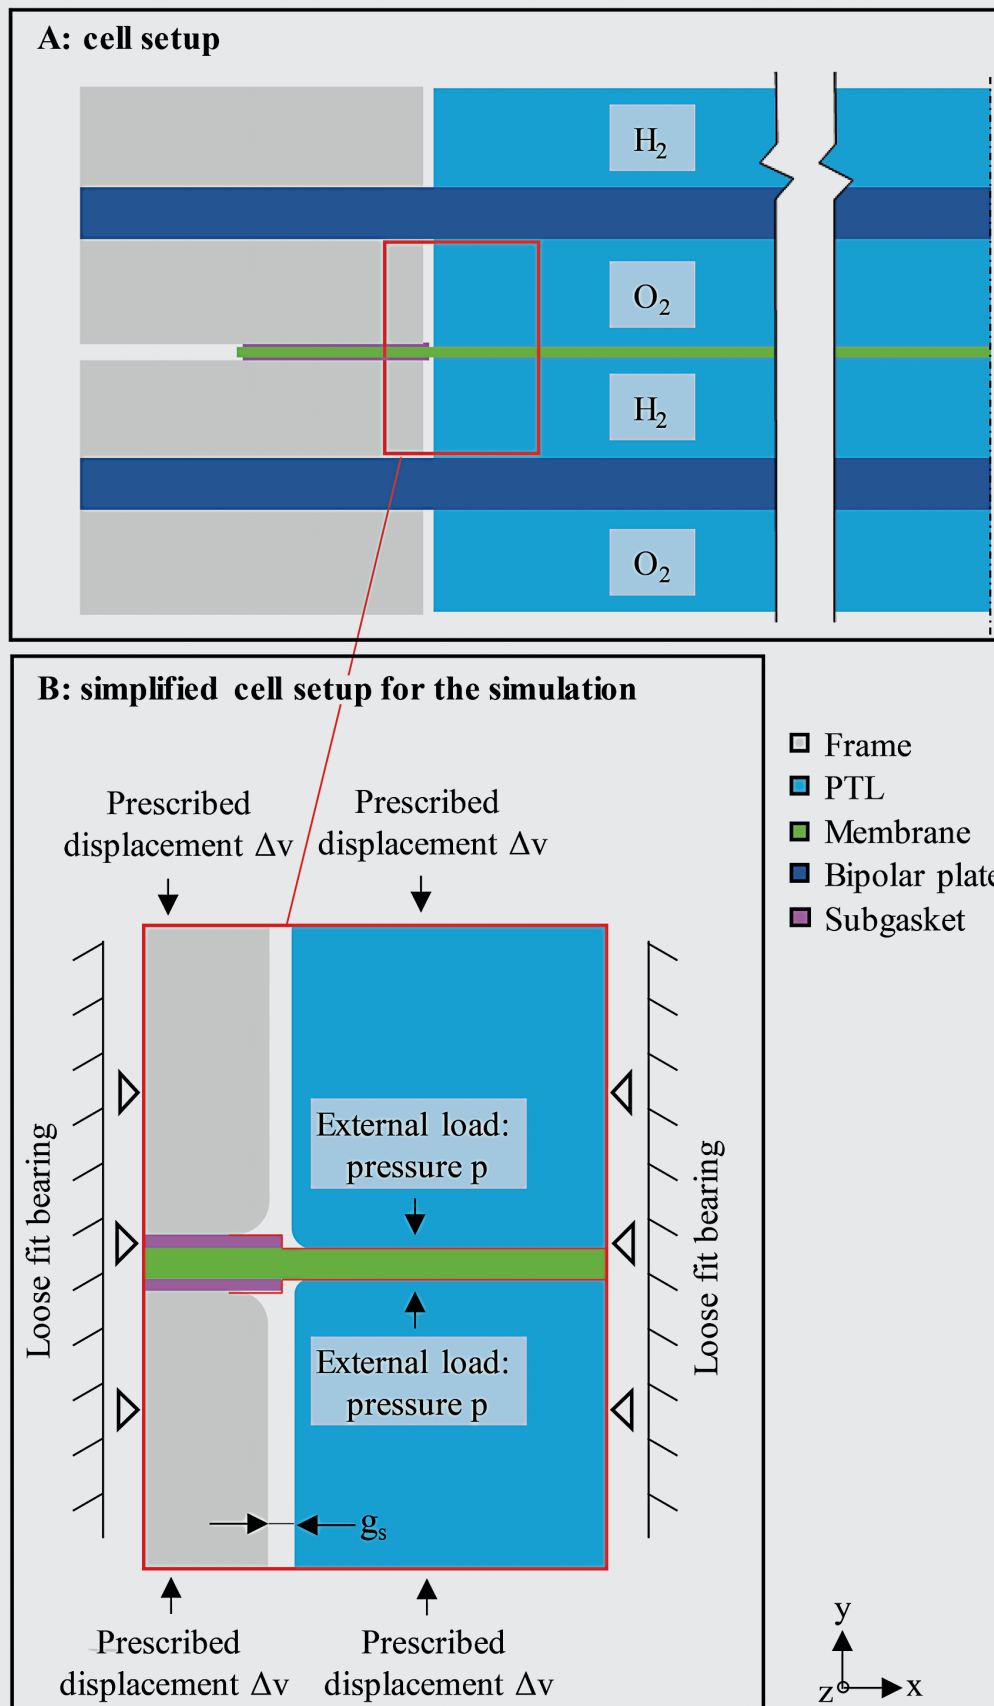 A: cell setup
H2
O2
H2
O2
B: simplified cell setup for the simulation
Frame
PTL
Membrane
Bipolar plate
Subgasket
Prescribed
displacement Δv
Prescribed
displacement Δv
External load:
pressure p
Loose fit bearing
Loose fit bearing
External load:
pressure p
gs
Prescribed
displacement Δv
Prescribed
displacement Δv
y
z
x